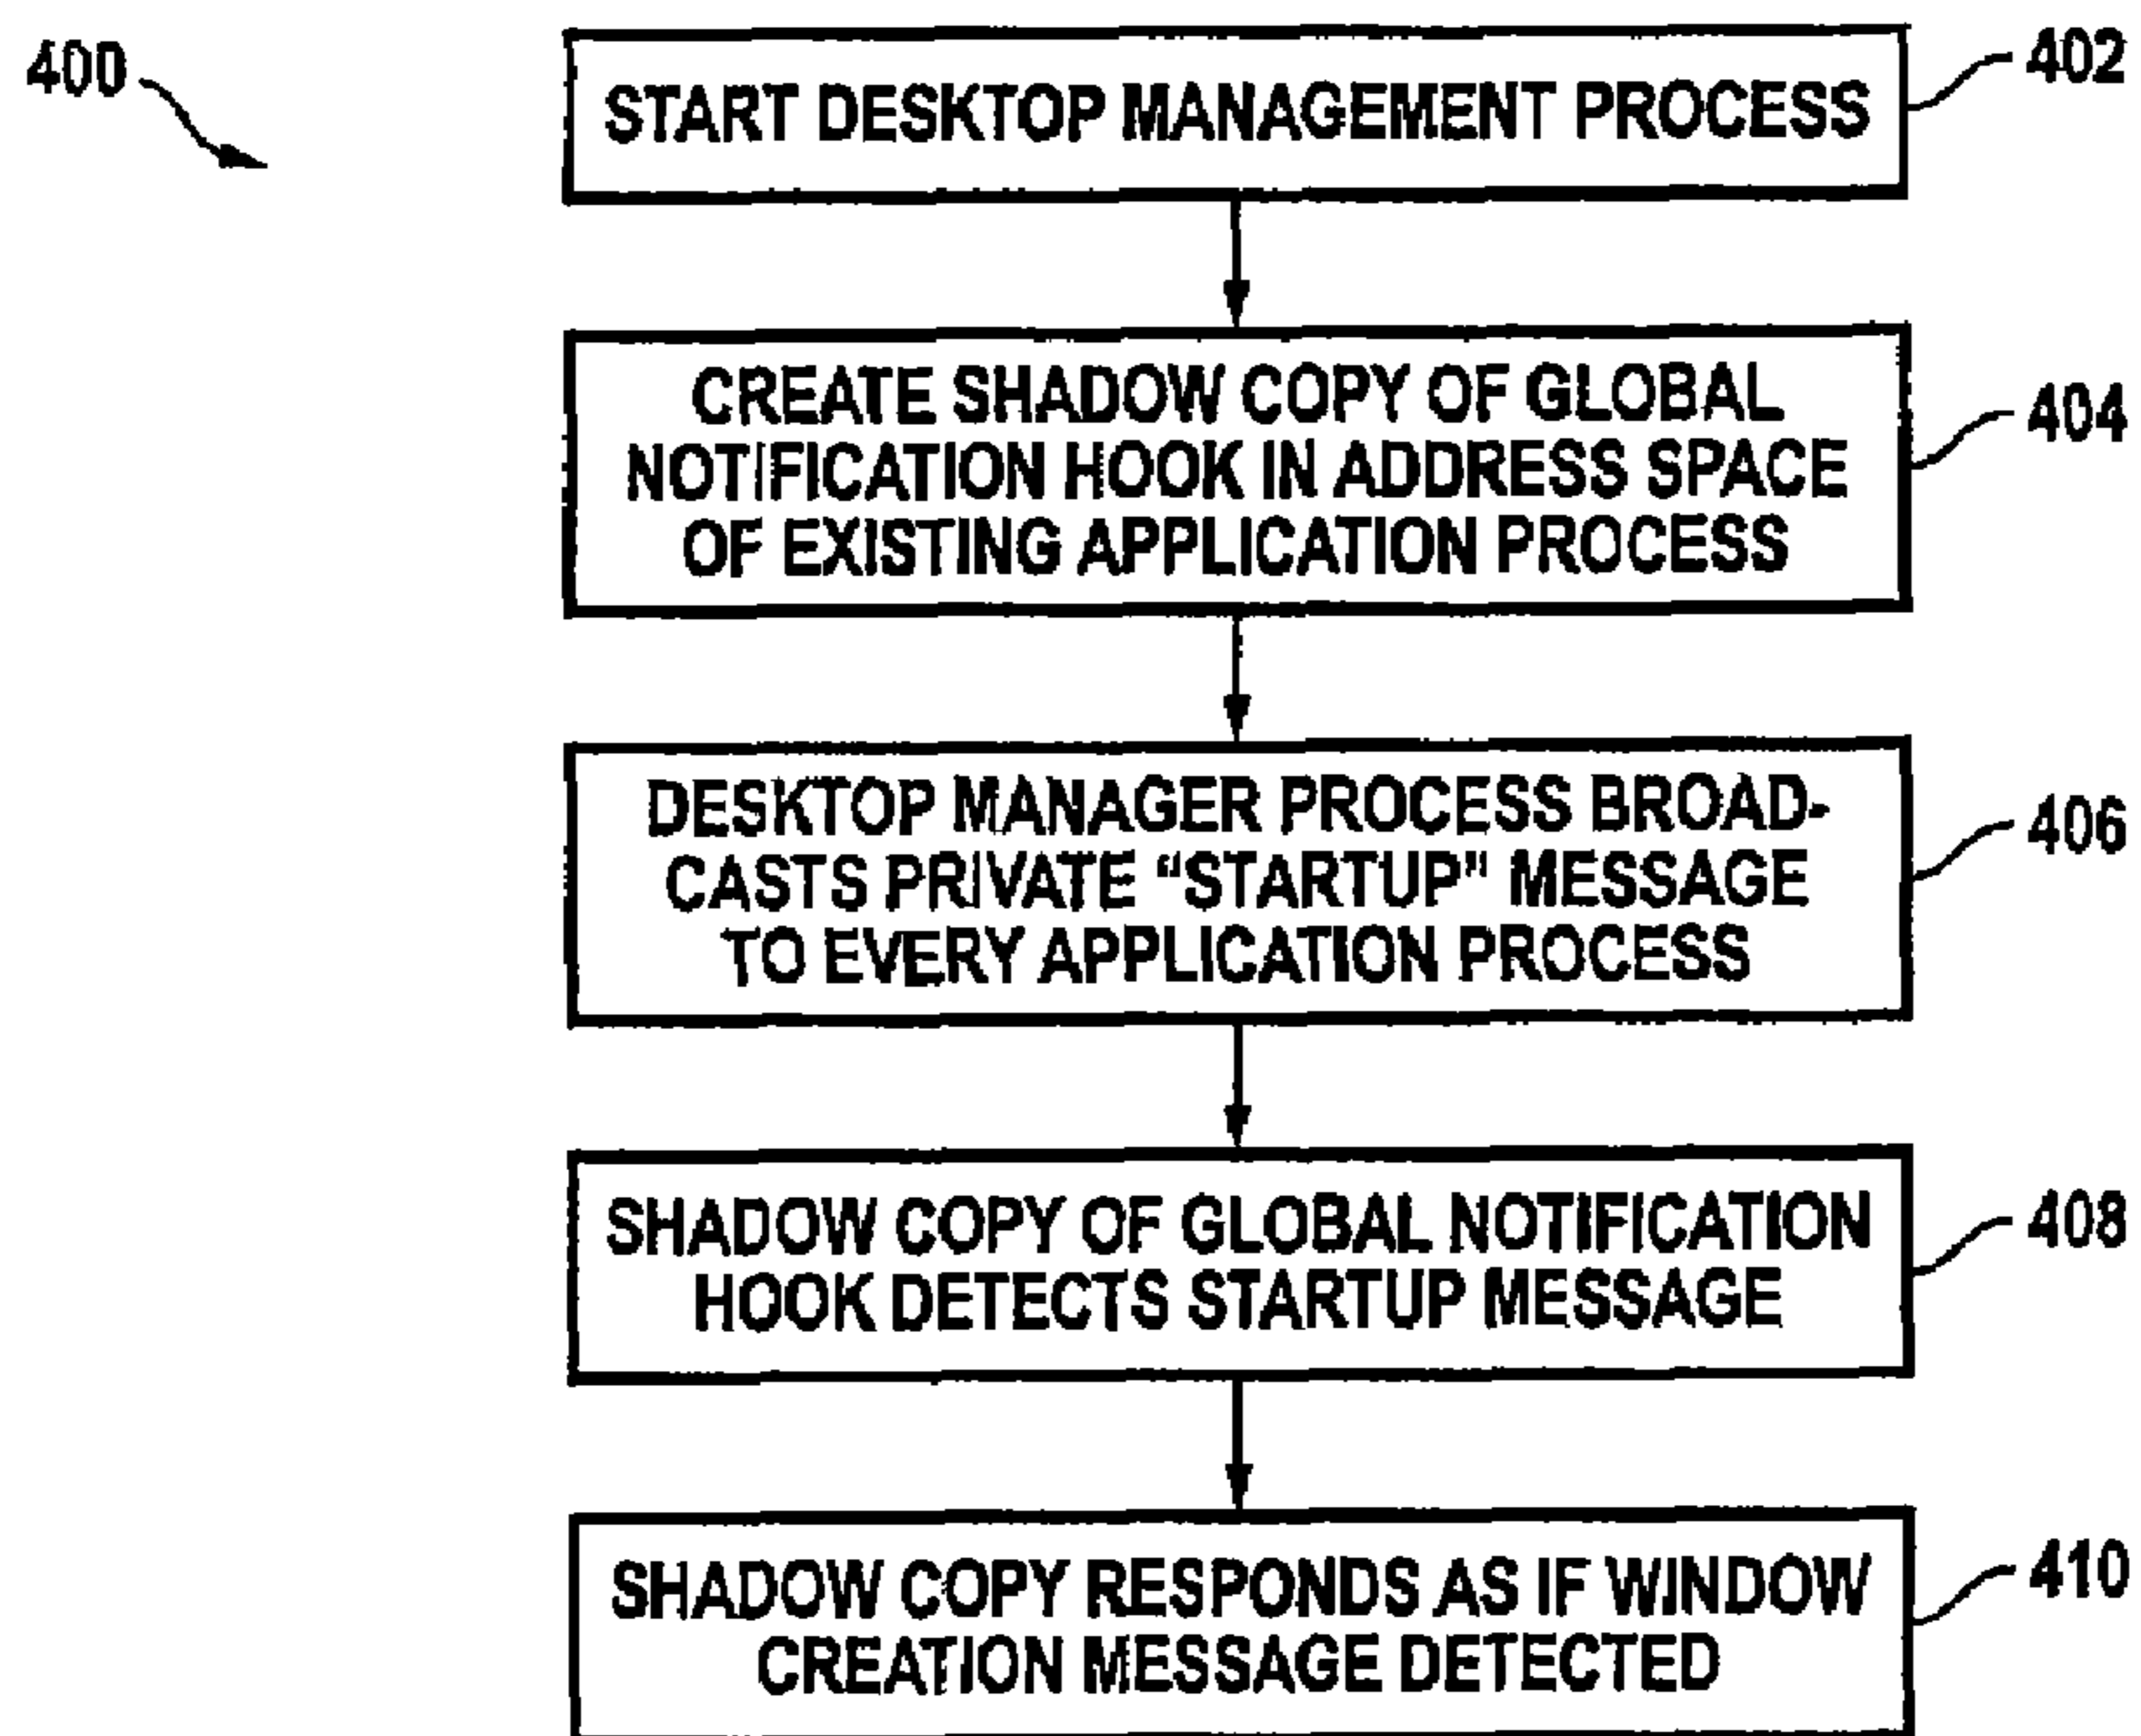 400
START DESKTOP MANAGEMENT PROCESS
402
CREATE SHADOW COPY OF GLOBAL
NOTIFICATION HOOK IN ADDRESS SPACE
OF EXISTING APPLICATION PROCESS
404
DESKTOP MANAGER PROCESS BROAD-
CASTS PRIVATE “STARTUP” MESSAGE
TO EVERY APPLICATION PROCESS
406
SHADOW COPY OF GLOBAL NOTIFICATION
HOOK DETECTS STARTUP MESSAGE
408
SHADOW COPY RESPONDS AS IF WINDOW
CREATION MESSAGE DETECTED
410